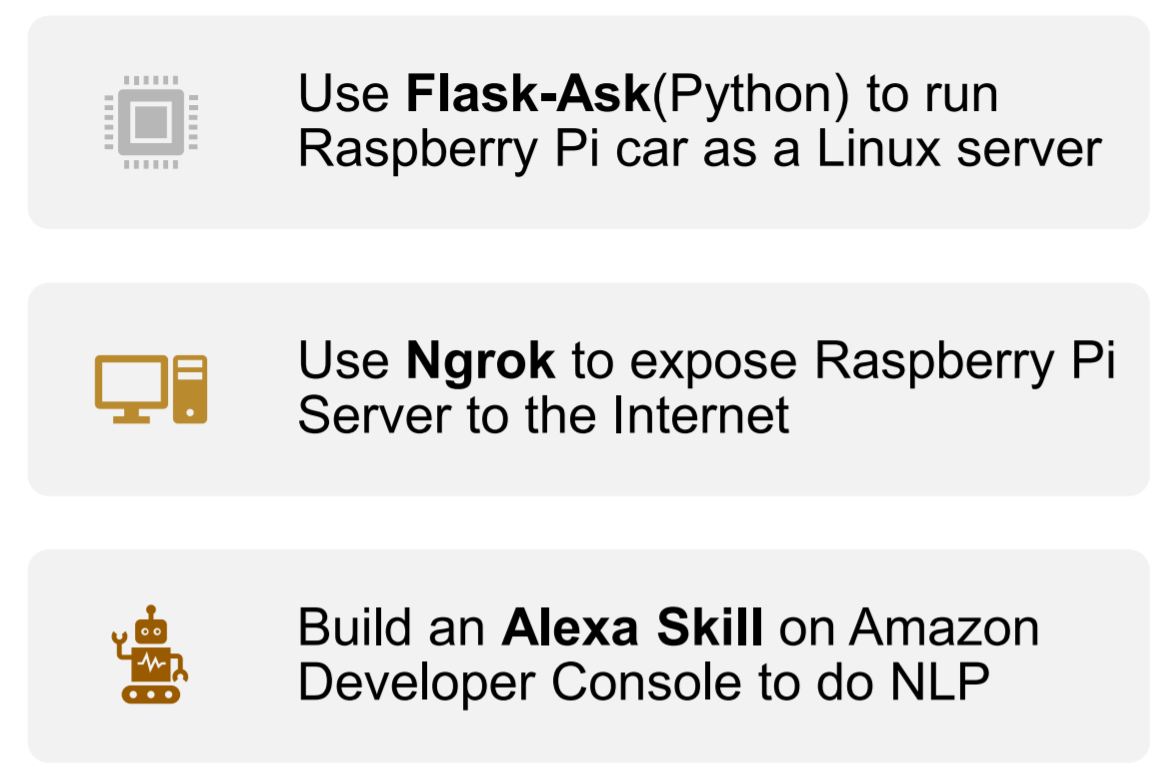 Use Flask-Ask(Python) to run
Raspberry Pi car as a Linux server
Use Ngrok to expose Raspberry Pi
Server to the Internet
Build an Alexa Skill on Amazon
Developer Console to do NLP